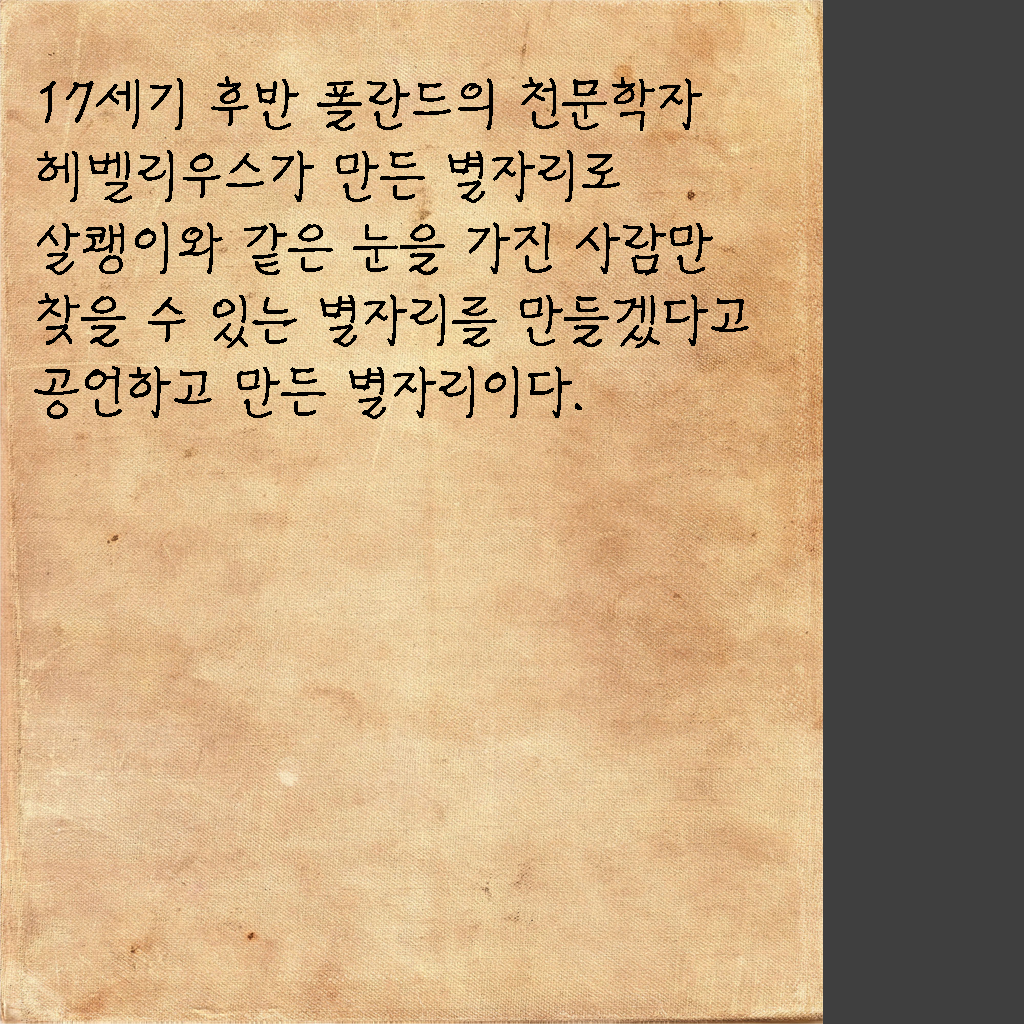 17세기 후반 폴란드의 천문학자
헤벨리우스가 만든 별자리로
살쾡이와 같은 눈을 가진 사람만
찾을 수 있는 별자리를 만들겠다고
공언하고 만든 별자리이다.